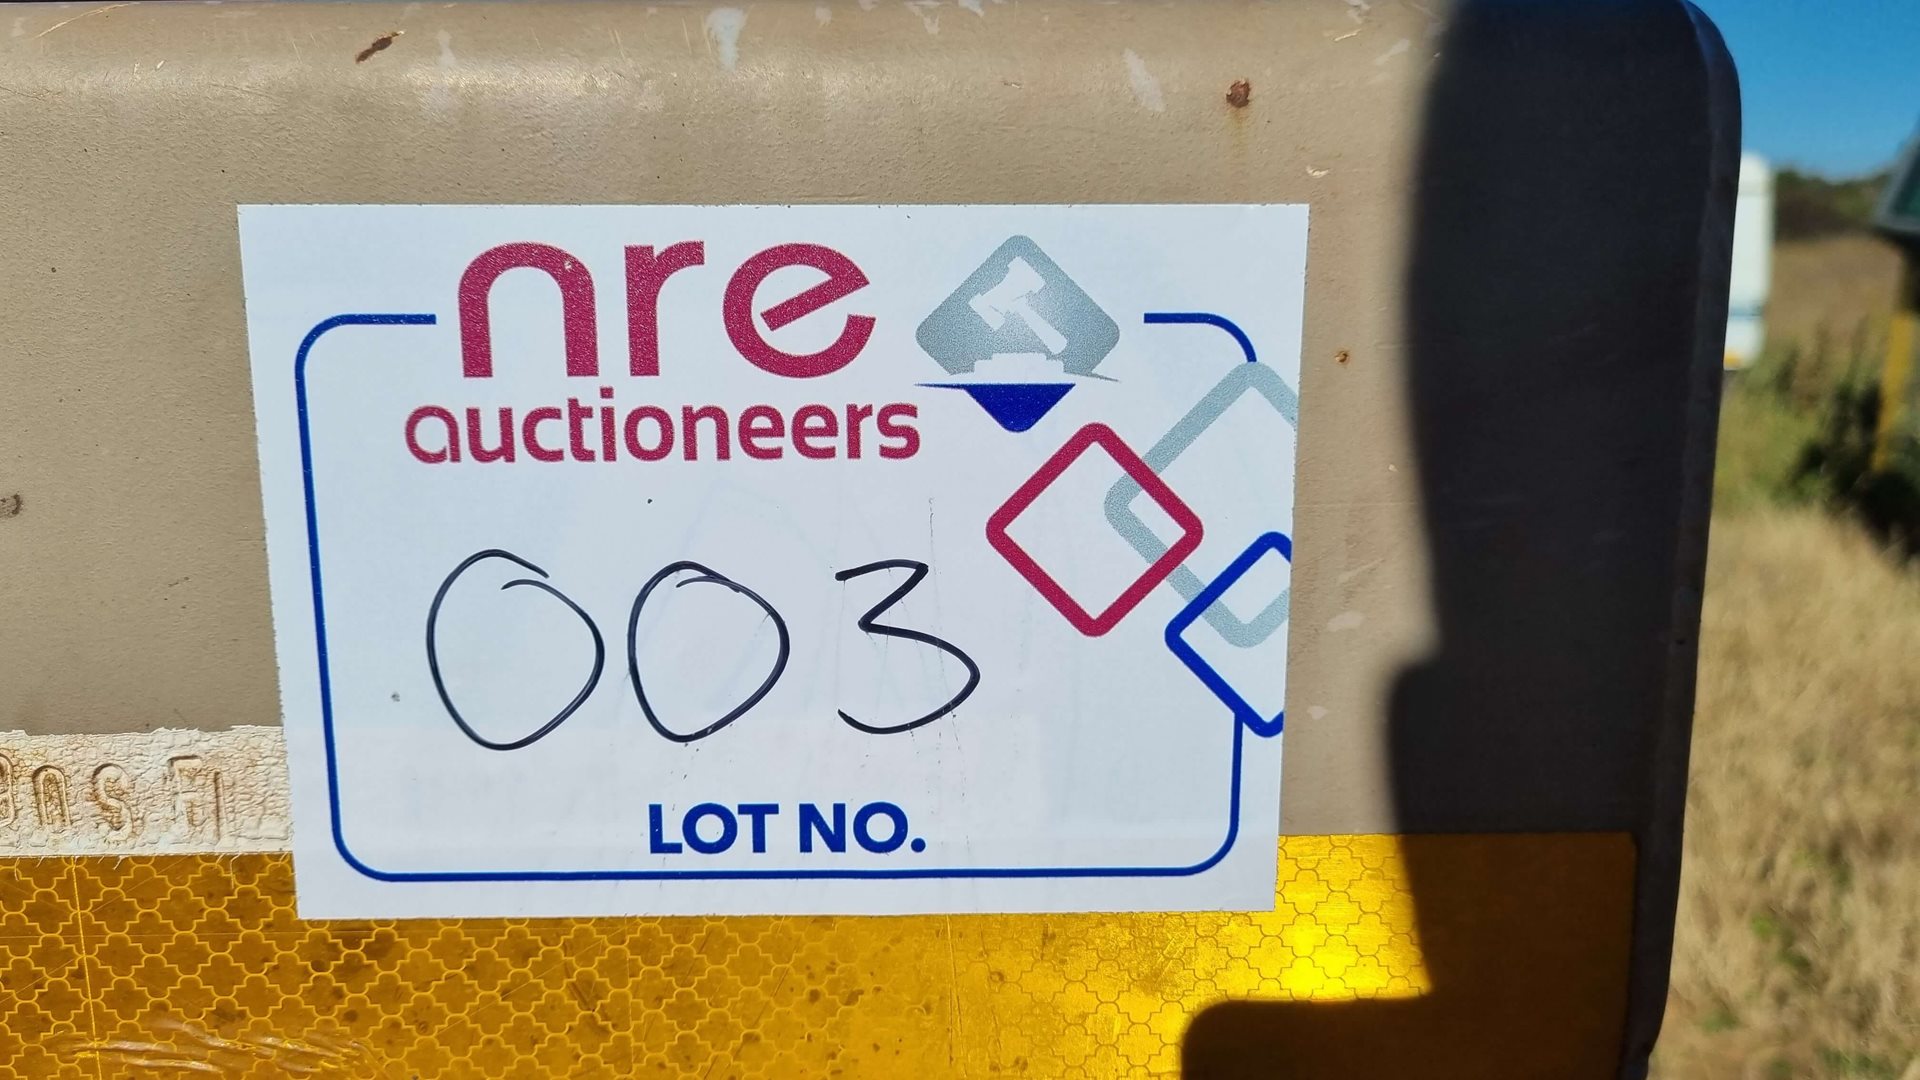 nre
auctioneers
003
LOT NO.